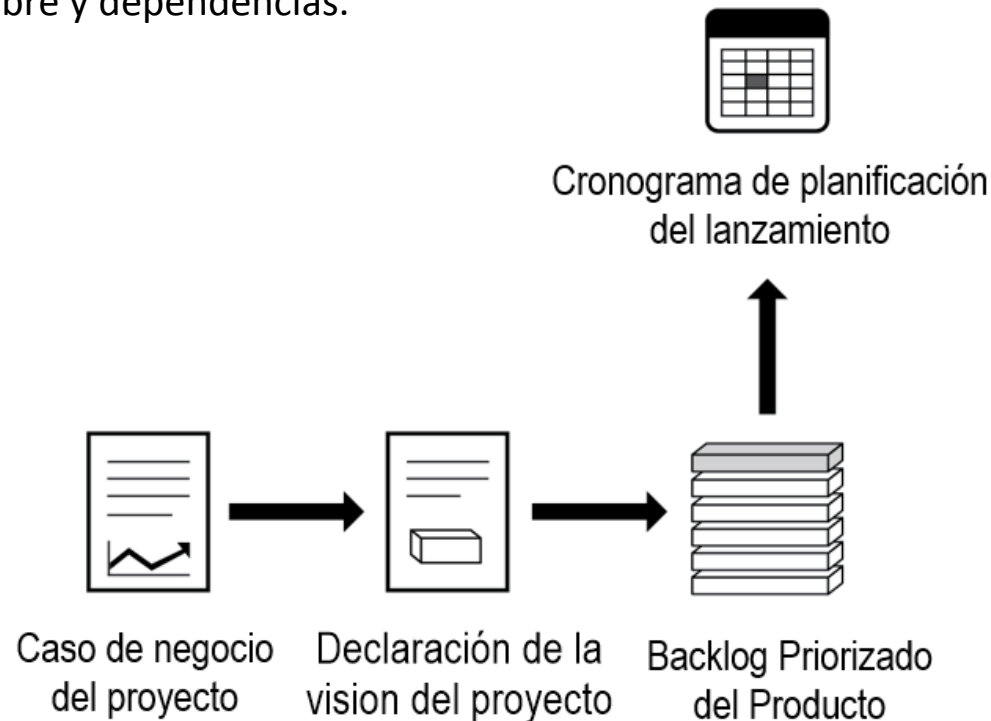 y dependencias.
Cronograma de planificación
del lanzamiento
Caso de negocio
del proyecto
Declaración de la
vision del proyecto
Backlog Priorizado
del Producto